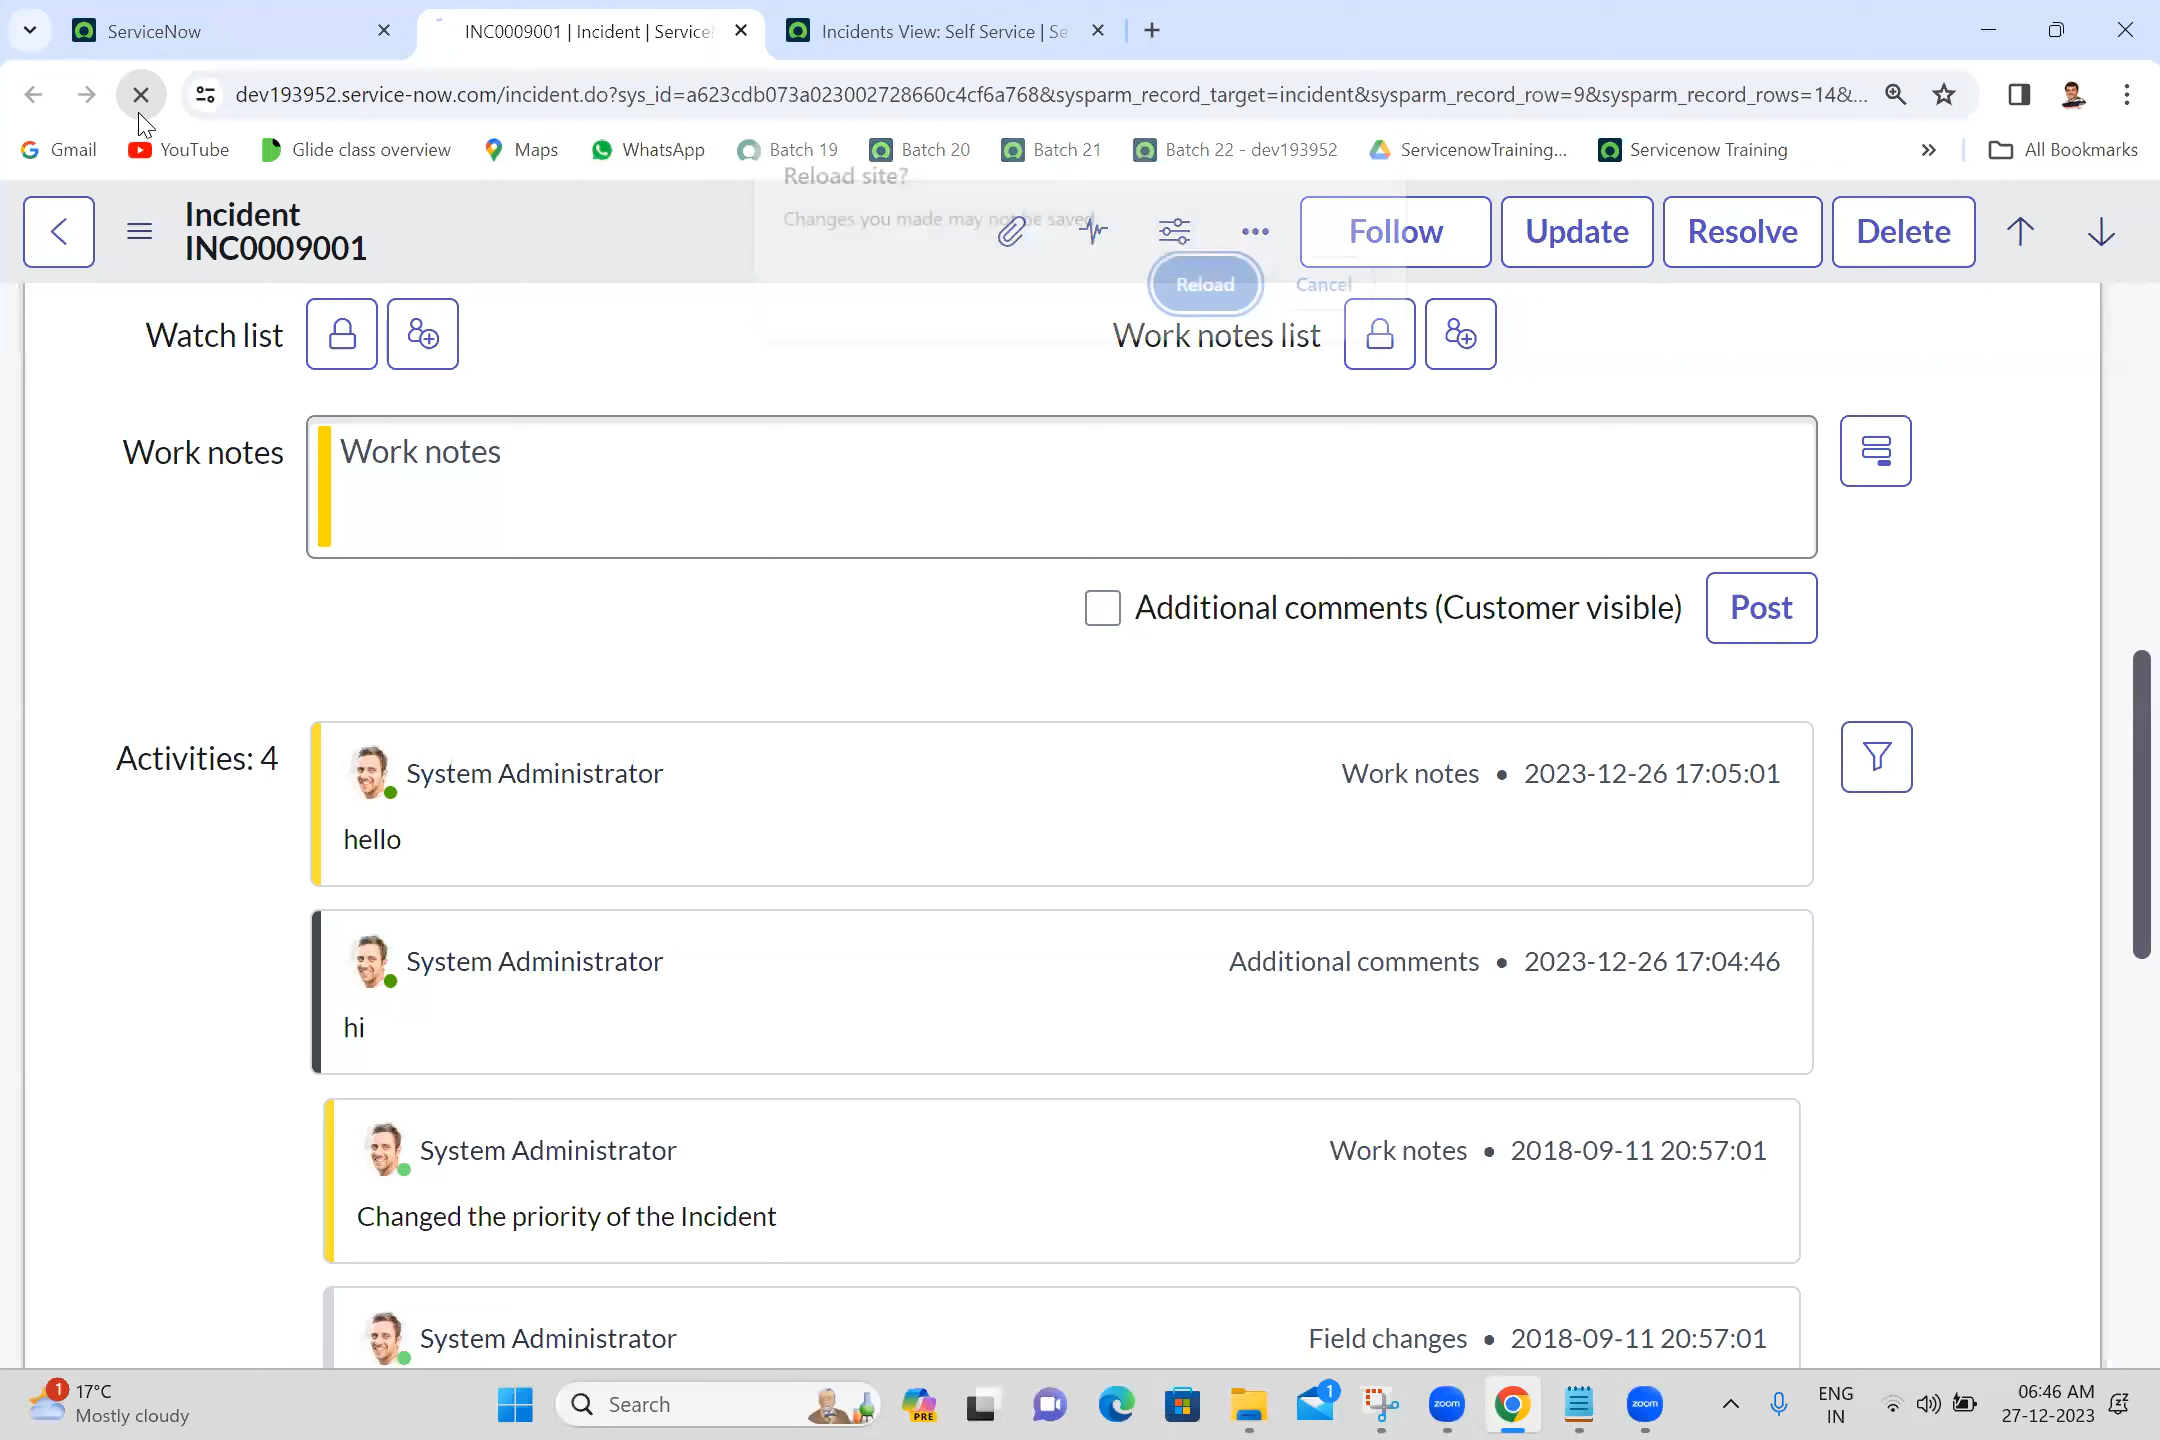 ServiceNow
INC0009001 | Incident | Service
Incidents View: Self Service | Se
dev193952.service-now.com/incident.do?sys_id=a623cdb073a023002728660c4cf6a768&sysparm_record_target=incident&sysparm_record_row=9&sysparm_record_rows=14&...
Gmail
YouTube
Glide class overview
Maps
WhatsApp
Batch 19
Batch 20
Batch 21
Batch 22 - dev193952
ServicenowTraining...
Servicenow Training
All Bookmarks
Reload site?
Changes you made may not be saved.
Reload
Cancel
Incident
INC0009001
Follow
Update
Resolve
Delete
Watch list
Work notes list
Work notes
Work notes
Additional comments (Customer visible)
Post
Activities: 4
System Administrator
Work notes • 2023-12-26 17:05:01
hello
System Administrator
Additional comments • 2023-12-26 17:04:46
hi
System Administrator
Work notes • 2018-09-11 20:57:01
Changed the priority of the Incident
System Administrator
Field changes • 2018-09-11 20:57:01
1
17°C
Mostly cloudy
Search
PRE
1
zoom
zoom
ENG
IN
06:46 AM
27-12-2023